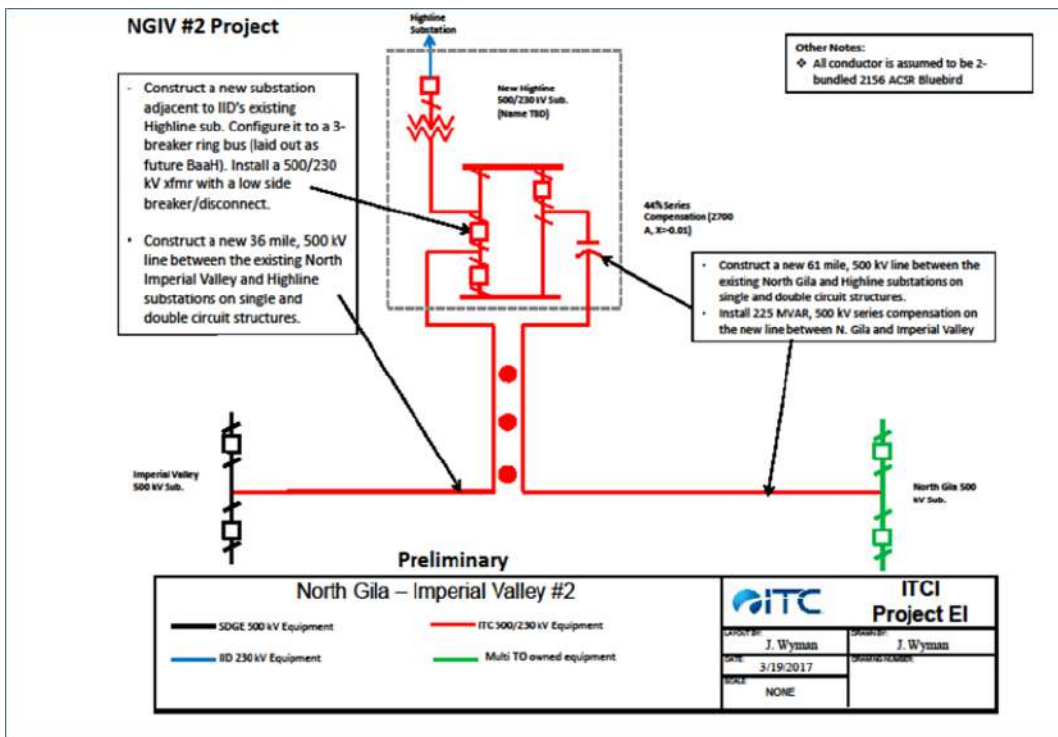 NGIV #2 Project
Highline
Substation
Other Notes:
❖ All conductor is assumed to be 2-
bundled 2156 ACSR Bluebird
- Construct a new substation
adjacent to IID's existing
Highline sub. Configure it to a 3-
breaker ring bus (laid out as
future BaaH). Install a 500/230
kV xfmr with a low side
breaker/disconnect.
• Construct a new 36 mile, 500 kV
line between the existing North
Imperial Valley and Highline
substations on single and
double circuit structures.
New Highline
500/230 kV Sub.
(Name TBD)
44% Series
Compensation (2700
A, X=-0.01)
• Construct a new 61 mile, 500 kV line between the
existing North Gila and Highline substations on
single and double circuit structures.
• Install 225 MVAR, 500 kV series compensation on
the new line between N. Gila and Imperial Valley
Imperial Valley
500 kV Sub.
North Gila 500
kV Sub.
Preliminary
North Gila – Imperial Valley #2
SDGE 500 kV Equipment
ITC 500/230 kV Equipment
IID 230 kV Equipment
Multi TO owned equipment
ITC
ITCI
Project EI
LAYOUT BY:
J. Wyman
DRAWN BY:
J. Wyman
DATE:
3/19/2017
DRAWING NUMBER:
SCALE
NONE